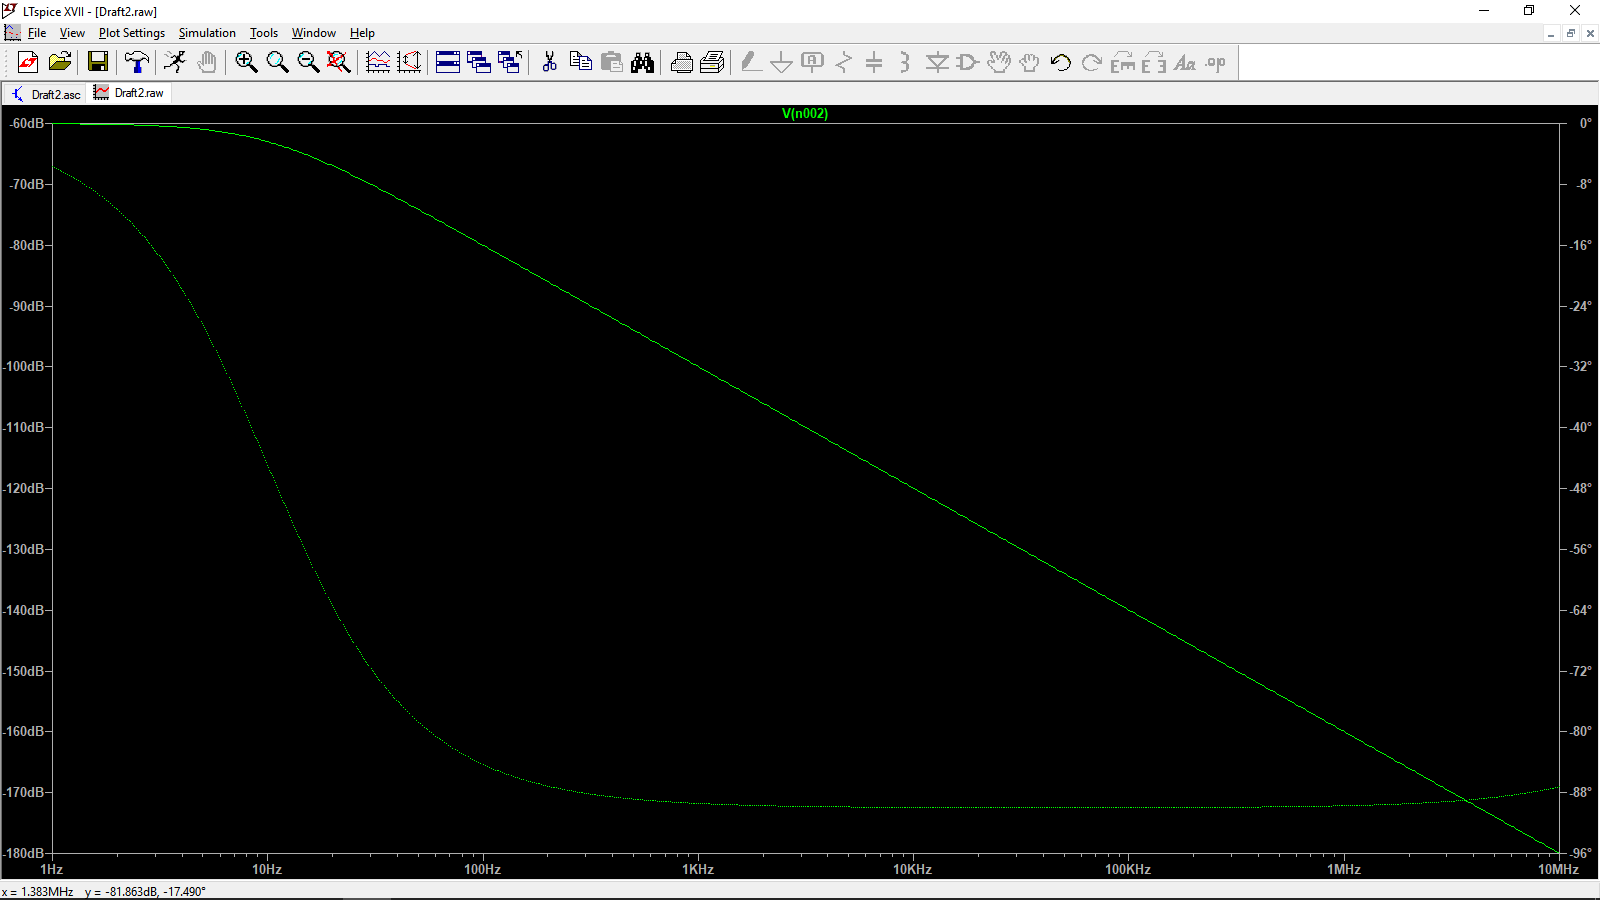 LTspice XVII - [Draft2.raw]
File View Plot Settings Simulation Tools Window Help
Draft2.asc Draft2.raw
V(n002)
-60dB 0°
-70dB -8°
-80dB -16°
-90dB -24°
-100dB -32°
-110dB -40°
-120dB -48°
-130dB -56°
-140dB -64°
-150dB -72°
-160dB -80°
-170dB -88°
-180dB -96°
1Hz 10Hz 100Hz 1KHz 10KHz 100KHz 1MHz 10MHz
x = 1.383MHz y = -81.863dB, -17.490°